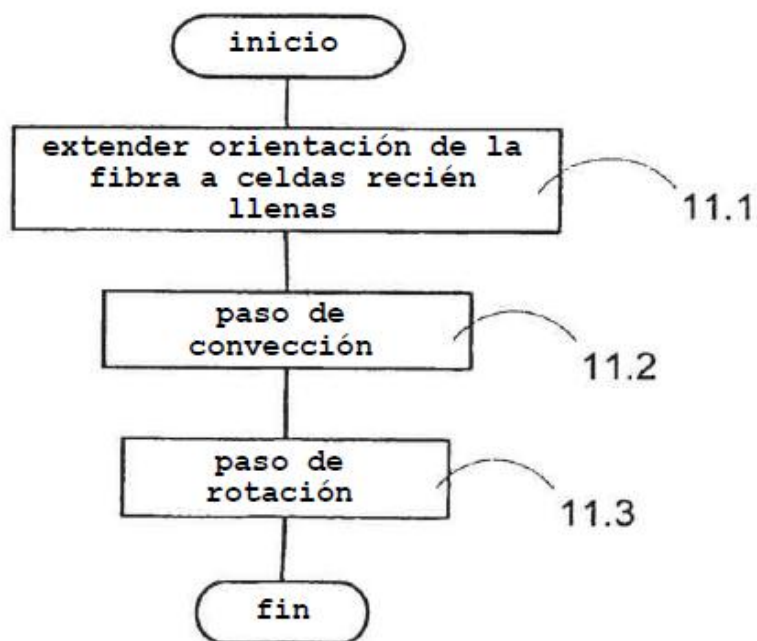 inicio
extender orientación de la
fibra a celdas recién
llenas
11.1
paso de
convección
11.2
paso de
rotación
11.3
fin